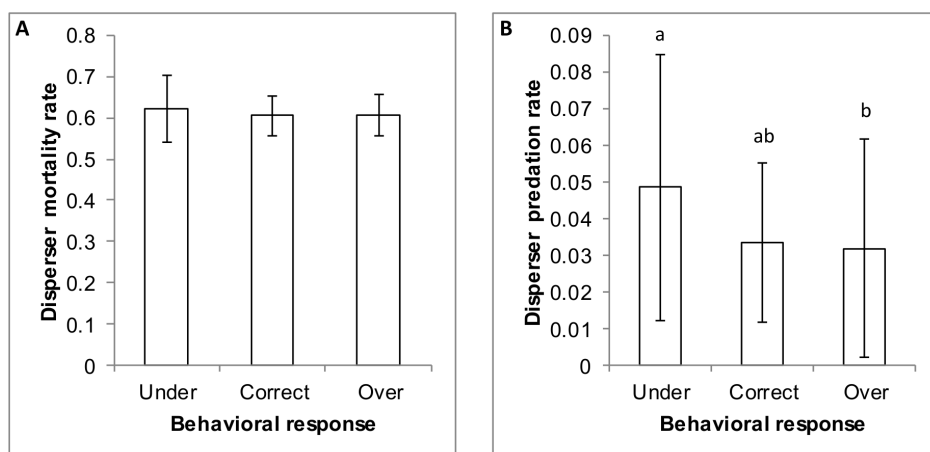 A
Disperser mortality rate
0.8
0.7
0.6
0.5
0.4
0.3
0.2
0.1
0
Under Correct Over
Behavioral response
B
Disperser predation rate
0.09
0.08
0.07
0.06
0.05
0.04
0.03
0.02
0.01
0
a
ab
b
Under Correct Over
Behavioral response